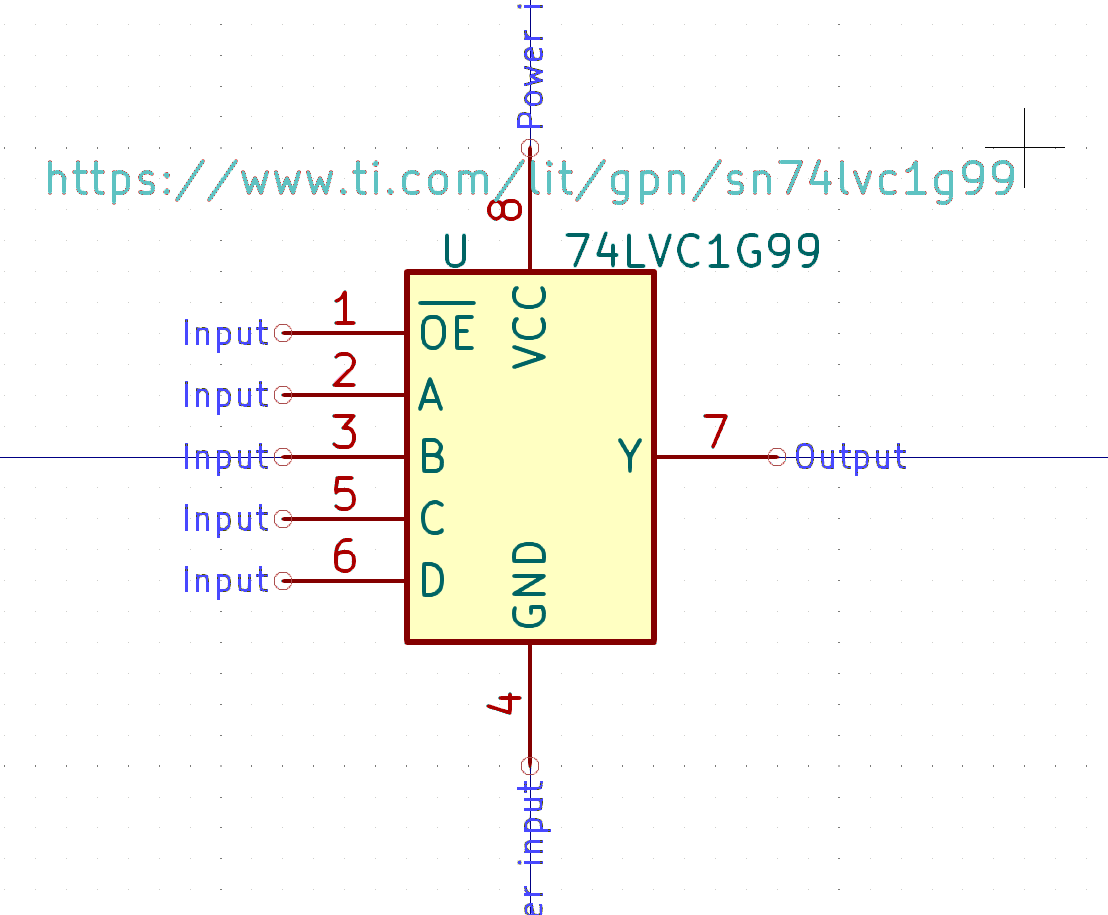 Power i
https://www.ti.com/lit/gpn/sn74lvc1g99
8
U 74LVC1G99
VCC
Input 1 OE
Input 2 A
Input 3 B
Y 7 Output
Input 5 C
Input 6 D
GND
4
er input